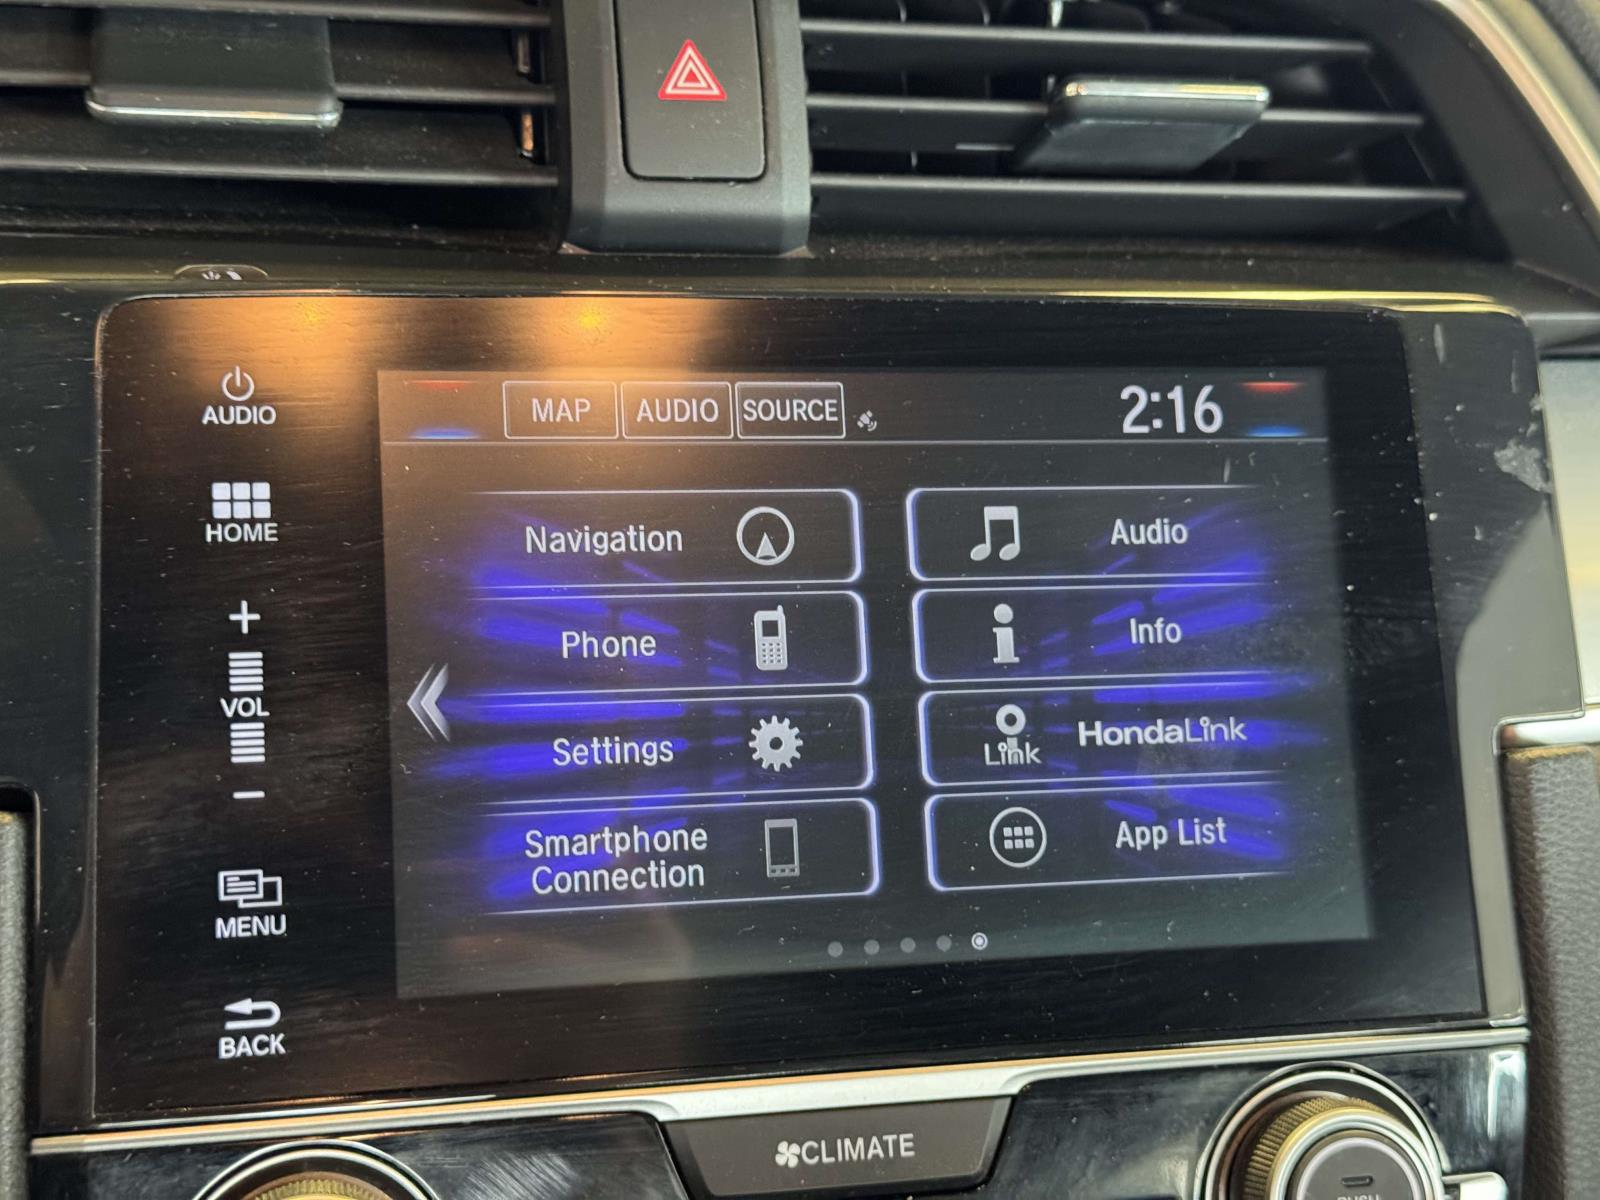 AUDIO
HOME
+
VOL
−
MENU
BACK
MAP AUDIO SOURCE 2:16
Navigation
Audio
Phone
Info
Settings
Link HondaLink
Smartphone
Connection
App List
CLIMATE
PUSH